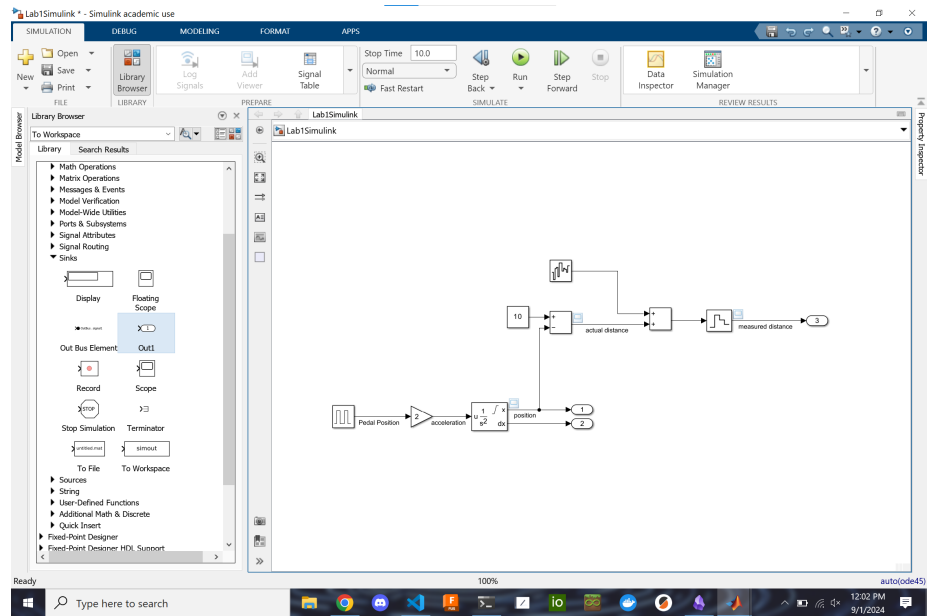 Lab1Simulink * - Simulink academic use
SIMULATION DEBUG MODELING FORMAT APPS
New
Open
Save
Print
FILE
Library Browser
LIBRARY
Log Signals
Add Viewer
Signal Table
PREPARE
Stop Time 10.0
Normal
Fast Restart
Step Back
Run
Step Forward
Stop
SIMULATE
Data Inspector
Simulation Manager
REVIEW RESULTS
Model Browser
Library Browser
To Workspace
Library Search Results
Math Operations
Matrix Operations
Messages & Events
Model Verification
Model-Wide Utilities
Ports & Subsystems
Signal Attributes
Signal Routing
Sinks
Display
Floating Scope
Out Bus Element
1
Out1
Record
Scope
STOP
Stop Simulation
Terminator
untitled.mat
To File
simout
To Workspace
Sources
String
User-Defined Functions
Additional Math & Discrete
Quick Insert
Fixed-Point Designer
Fixed-Point Designer HDL Support
Lab1Simulink
Lab1Simulink
Property Inspector
10
+
−
actual distance
+
+
measured distance
3
Pedal Position
2
acceleration
u 1 s² ∫ x dx
position
1
2
Ready
100%
auto(ode45)
Type here to search
12:02 PM
9/1/2024